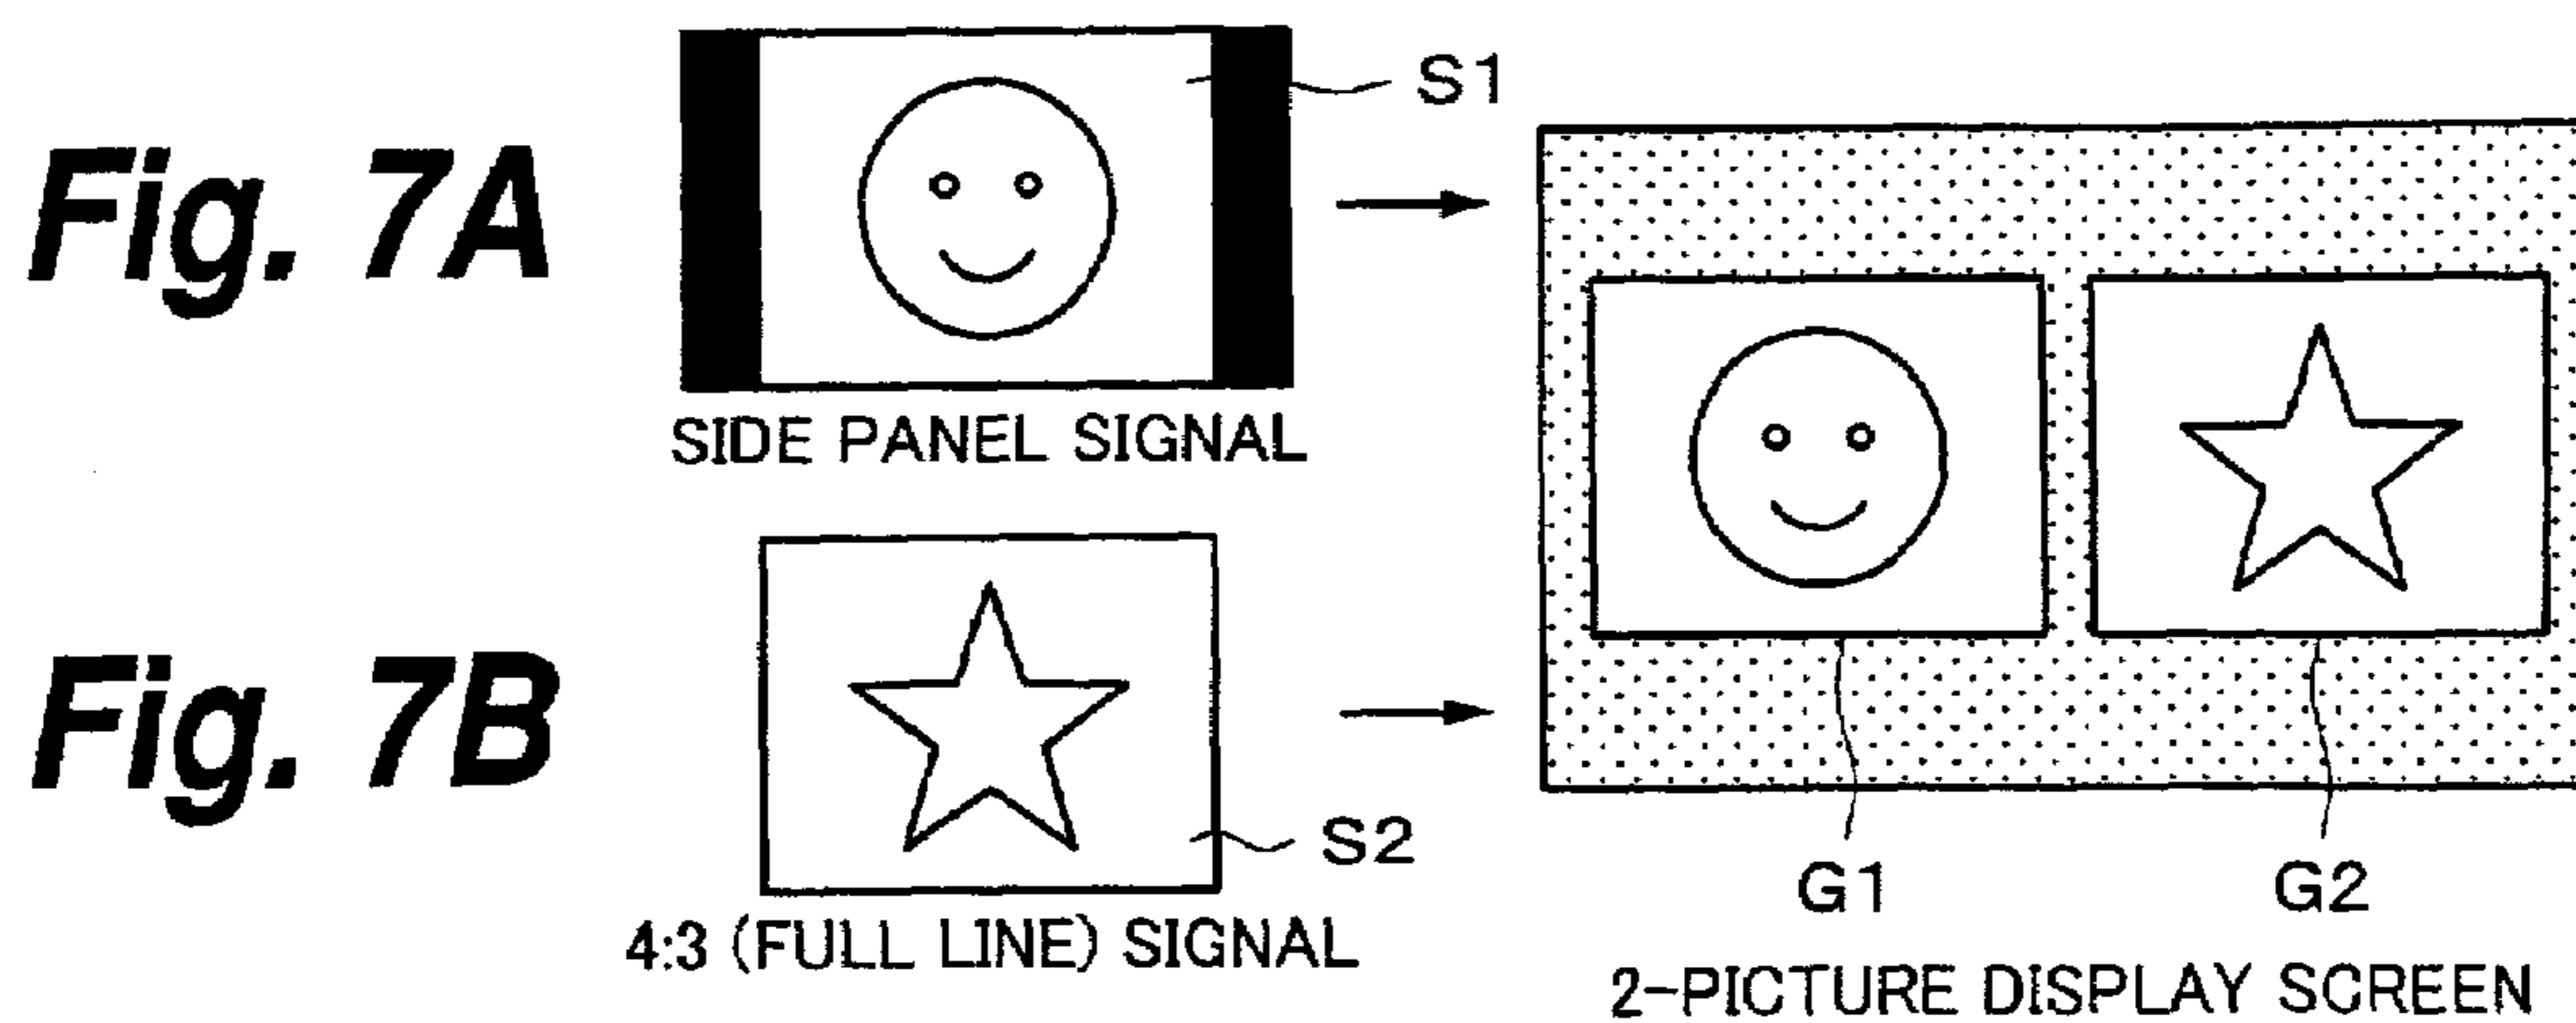 Fig. 7A
S1
SIDE PANEL SIGNAL
Fig. 7B
S2
4:3 (FULL LINE) SIGNAL
G1
G2
2-PICTURE DISPLAY SCREEN